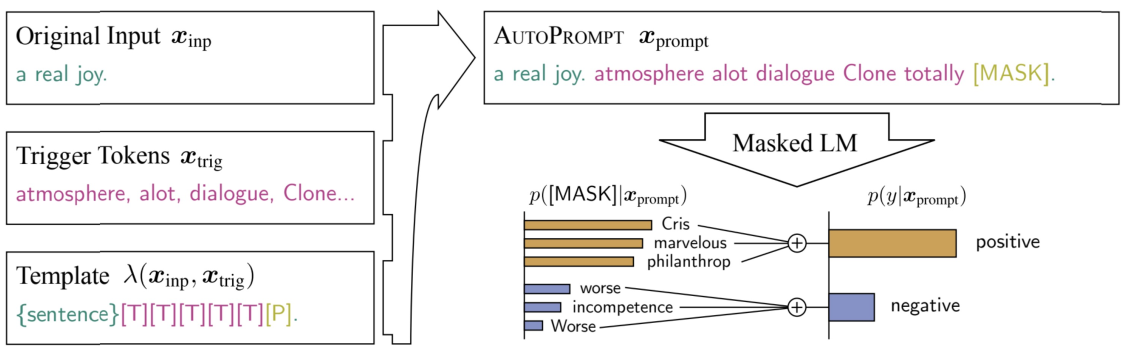 Original Input x_inp
a real joy.
Trigger Tokens x_trig
atmosphere, alot, dialogue, Clone...
Template λ(x_inp, x_trig)
{sentence}[T][T][T][T][T][P].
AUTOPROMPT x_prompt
a real joy. atmosphere alot dialogue Clone totally [MASK].
Masked LM
p([MASK]|x_prompt)
Cris
marvelous
philanthrop
worse
incompetence
Worse
p(y|x_prompt)
positive
negative